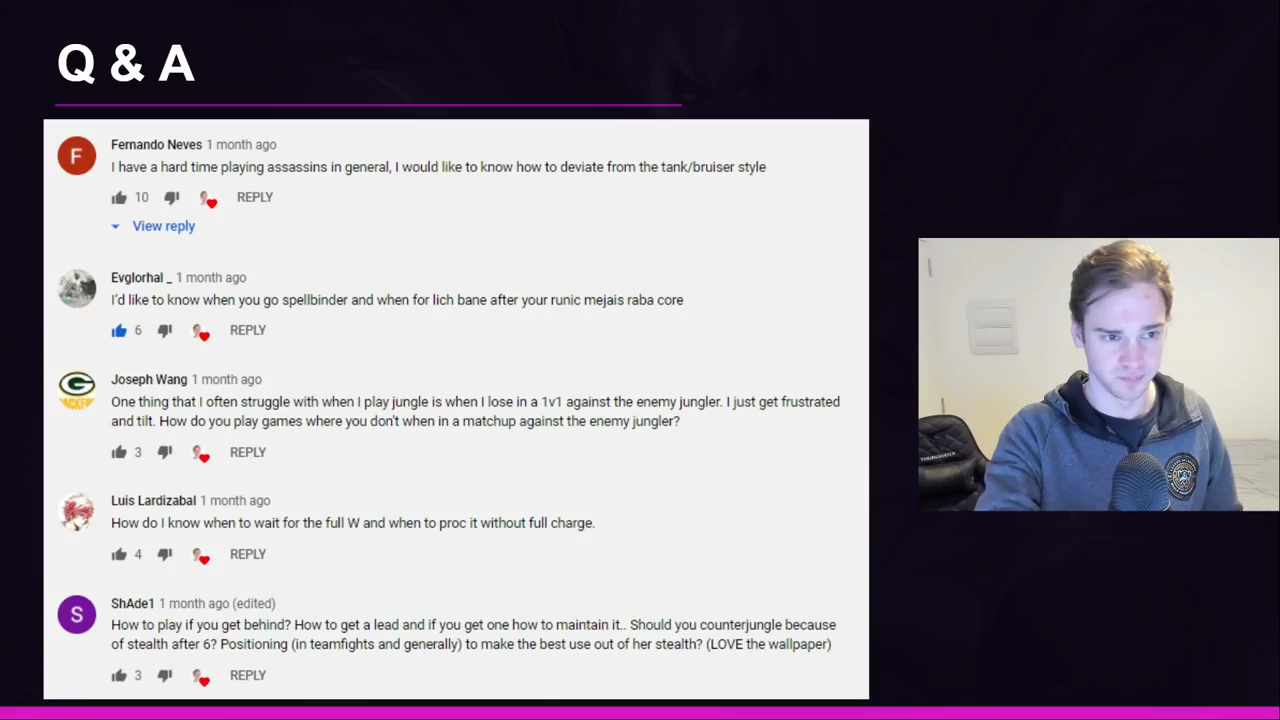 Q & A
F
Fernando Neves 1 month ago
I have a hard time playing assassins in general, I would like to know how to deviate from the tank/bruiser style
10 REPLY
View reply
Evglorhal _ 1 month ago
I'd like to know when you go spellbinder and when for lich bane after your runic mejais raba core
6 REPLY
G
Joseph Wang 1 month ago
One thing that I often struggle with when I play jungle is when I lose in a 1v1 against the enemy jungler. I just get frustrated
and tilt. How do you play games where you don't when in a matchup against the enemy jungler?
3 REPLY
Luis Lardizabal 1 month ago
How do I know when to wait for the full W and when to proc it without full charge.
4 REPLY
S
ShAde1 1 month ago (edited)
How to play if you get behind? How to get a lead and if you get one how to maintain it.. Should you counterjungle because
of stealth after 6? Positioning (in teamfights and generally) to make the best use out of her stealth? (LOVE the wallpaper)
3 REPLY